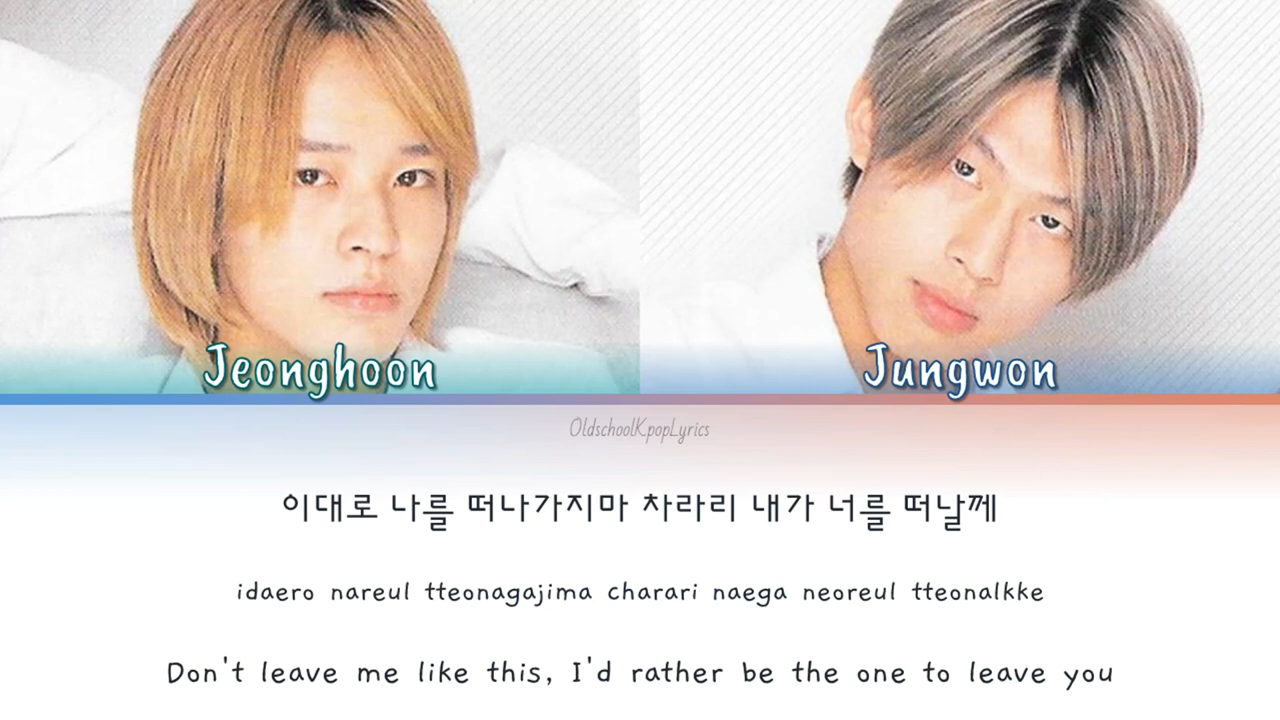 Jeonghoon
Jungwon
OldschoolKpopLyrics
이대로 나를 떠나가지마 차라리 내가 너를 떠날께
idaero nareul tteonagajima charari naega neoreul tteonalkke
Don't leave me like this, I'd rather be the one to leave you